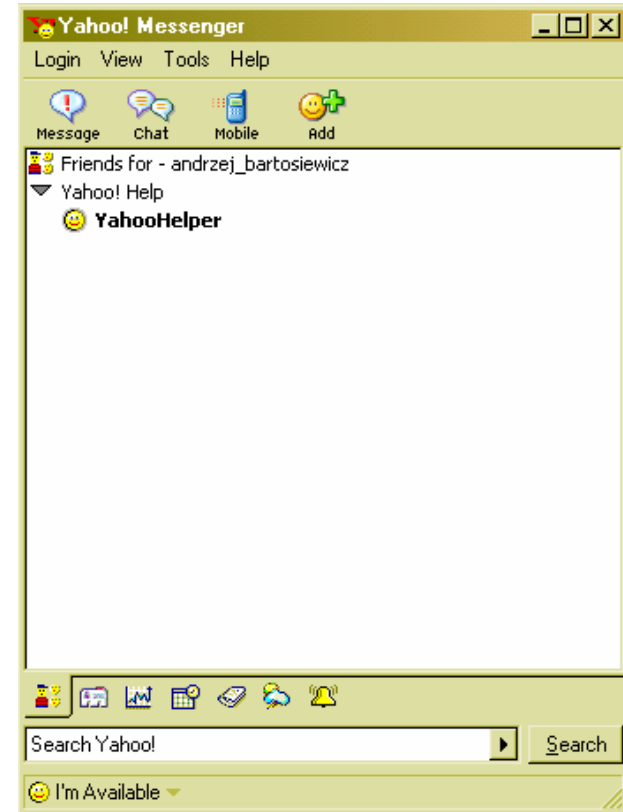 Yahoo! Messenger
Login View Tools Help
Message Chat Mobile Add
Friends for - andrzej_bartosiewicz
Yahoo! Help
YahooHelper
Search Yahoo! Search
I'm Available